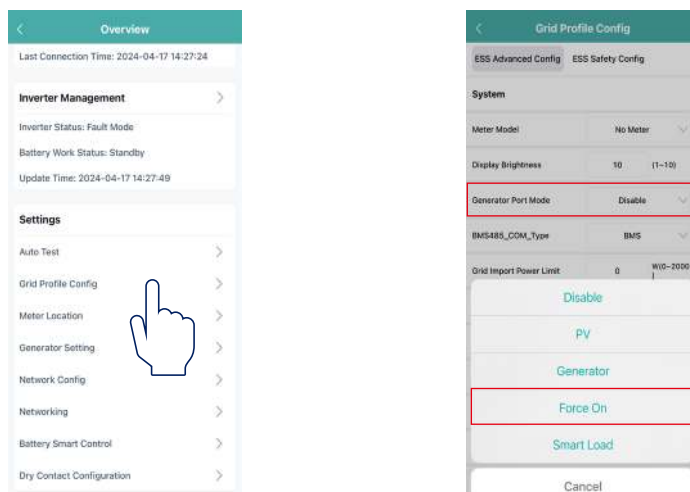 Overview
Last Connection Time: 2024-04-17 14:27:24
Inverter Management
Inverter Status: Fault Mode
Battery Work Status: Standby
Update Time: 2024-04-17 14:27:49
Settings
Auto Test
Grid Profile Config
Meter Location
Generator Setting
Network Config
Networking
Battery Smart Control
Dry Contact Configuration
Grid Profile Config
ESS Advanced Config ESS Safety Config
System
Meter Model No Meter
Display Brightness 10 (1~10)
Generator Port Mode Disable
BMS485_COM_Type BMS
Grid Import Power Limit 0 W(0~2000
)
Disable
PV
Generator
Force On
Smart Load
Cancel